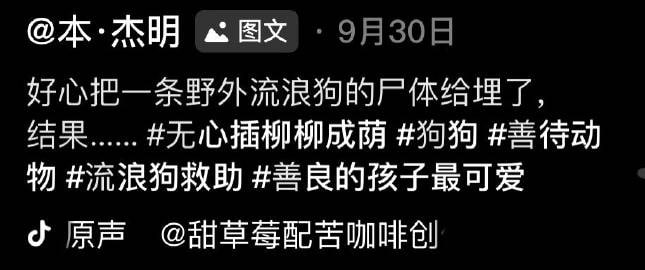 @本·杰明 图文 · 9月30日
好心把一条野外流浪狗的尸体给埋了，
结果…… #无心插柳柳成荫 #狗狗 #善待动
物 #流浪狗救助 #善良的孩子最可爱
原声 @甜草莓配苦咖啡创